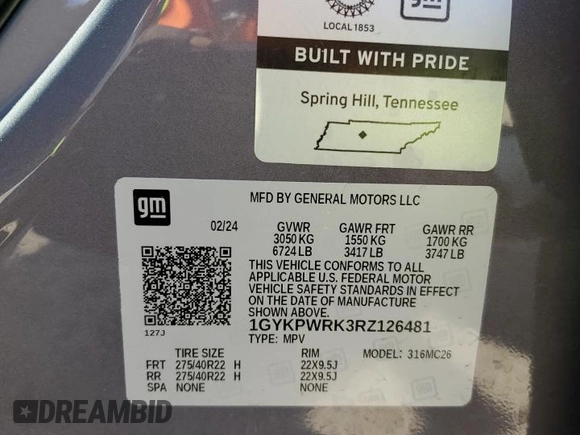 LOCAL 1853
gm
BU1LT WITH PRIDE
Spring Hill, Tennessee
gm
MFD BY GENERAL MOTORS LLC
02/24 GVWR GAWR FRT GAWR RR
3050 KG 1550 KG 1700 KG
6724 LB 3417 LB 3747 LB
THIS VEHICLE CONFORMS TO ALL
APPLICABLE U.S. FEDERAL MOTOR
VEHICLE SAFETY STANDARDS IN EFFECT
ON THE DATE OF MANUFACTURE
SHOWN ABOVE.
127J
1GYKPWRK3RZ126481
TYPE: MPV
TIRE SIZE RIM MODEL: 316MC26
FRT 275/40R22 H 22X9.5J
RR 275/40R22 H 22X9.5J
SPA NONE NONE
DREAMBID